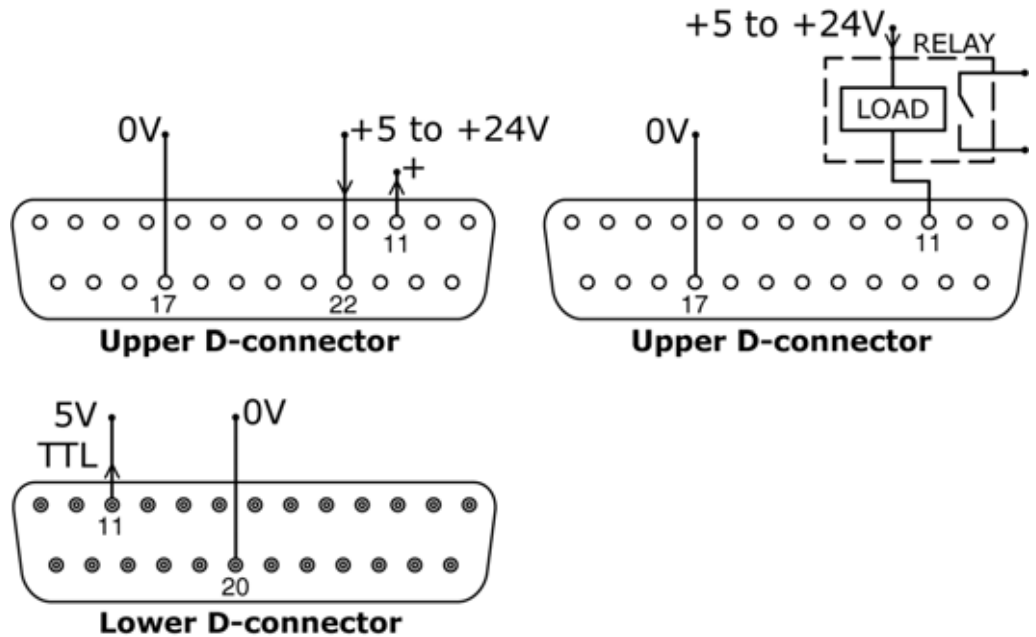 0V
+5 to +24V
+
11
17
22
Upper D-connector
+5 to +24V
RELAY
LOAD
0V
11
17
Upper D-connector
5V
TTL
0V
11
20
Lower D-connector